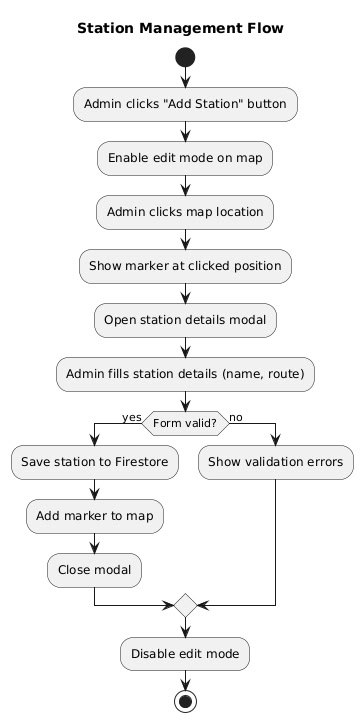 Station Management Flow
Admin clicks "Add Station" button
Enable edit mode on map
Admin clicks map location
Show marker at clicked position
Open station details modal
Admin fills station details (name, route)
yes
Form valid?
no
Save station to Firestore
Show validation errors
Add marker to map
Close modal
Disable edit mode